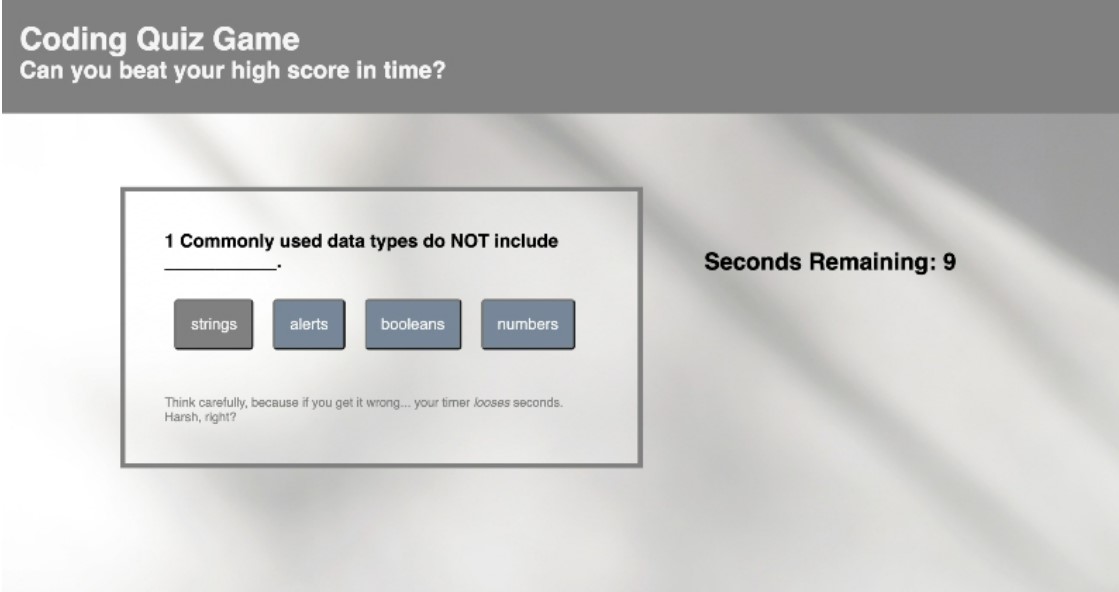 Coding Quiz Game
Can you beat your high score in time?
1 Commonly used data types do NOT include
___________.
Seconds Remaining: 9
strings alerts booleans numbers
Think carefully, because if you get it wrong... your timer looses seconds.
Harsh, right?